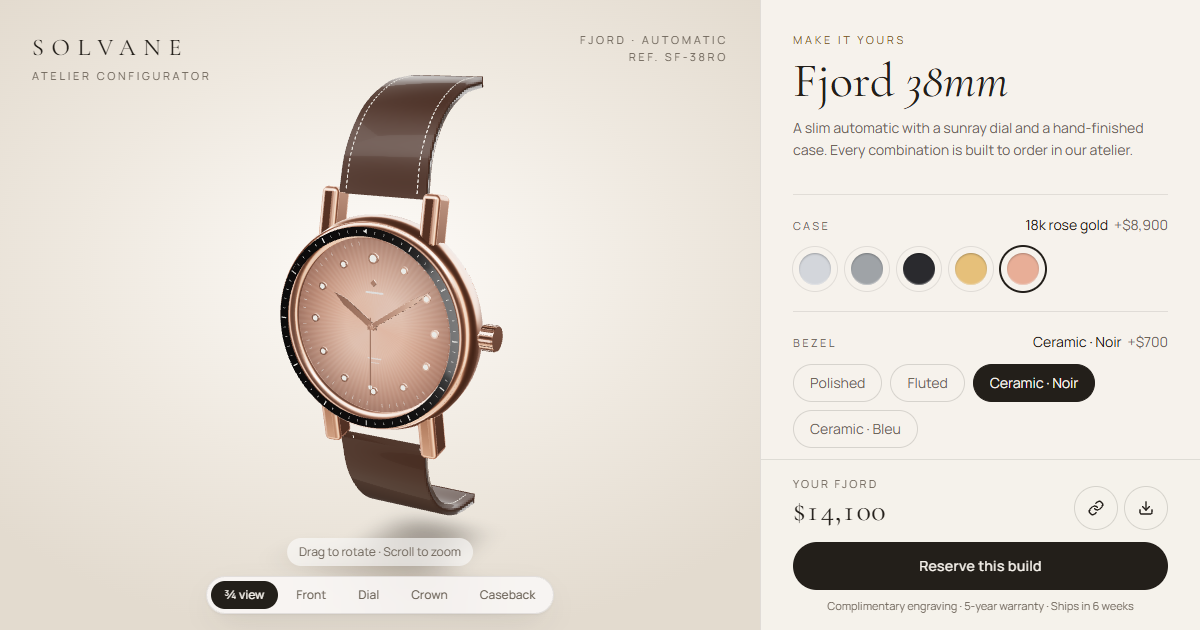 SOLVANE
ATELIER CONFIGURATOR
FJORD · AUTOMATIC
REF. SF-38RO
Drag to rotate · Scroll to zoom
¾ view
Front
Dial
Crown
Caseback
MAKE IT YOURS
Fjord 38mm
A slim automatic with a sunray dial and a hand-finished
case. Every combination is built to order in our atelier.
CASE
18k rose gold +$8,900
BEZEL
Ceramic · Noir +$700
Polished
Fluted
Ceramic · Noir
Ceramic · Bleu
YOUR FJORD
$14,100
Reserve this build
Complimentary engraving · 5-year warranty · Ships in 6 weeks